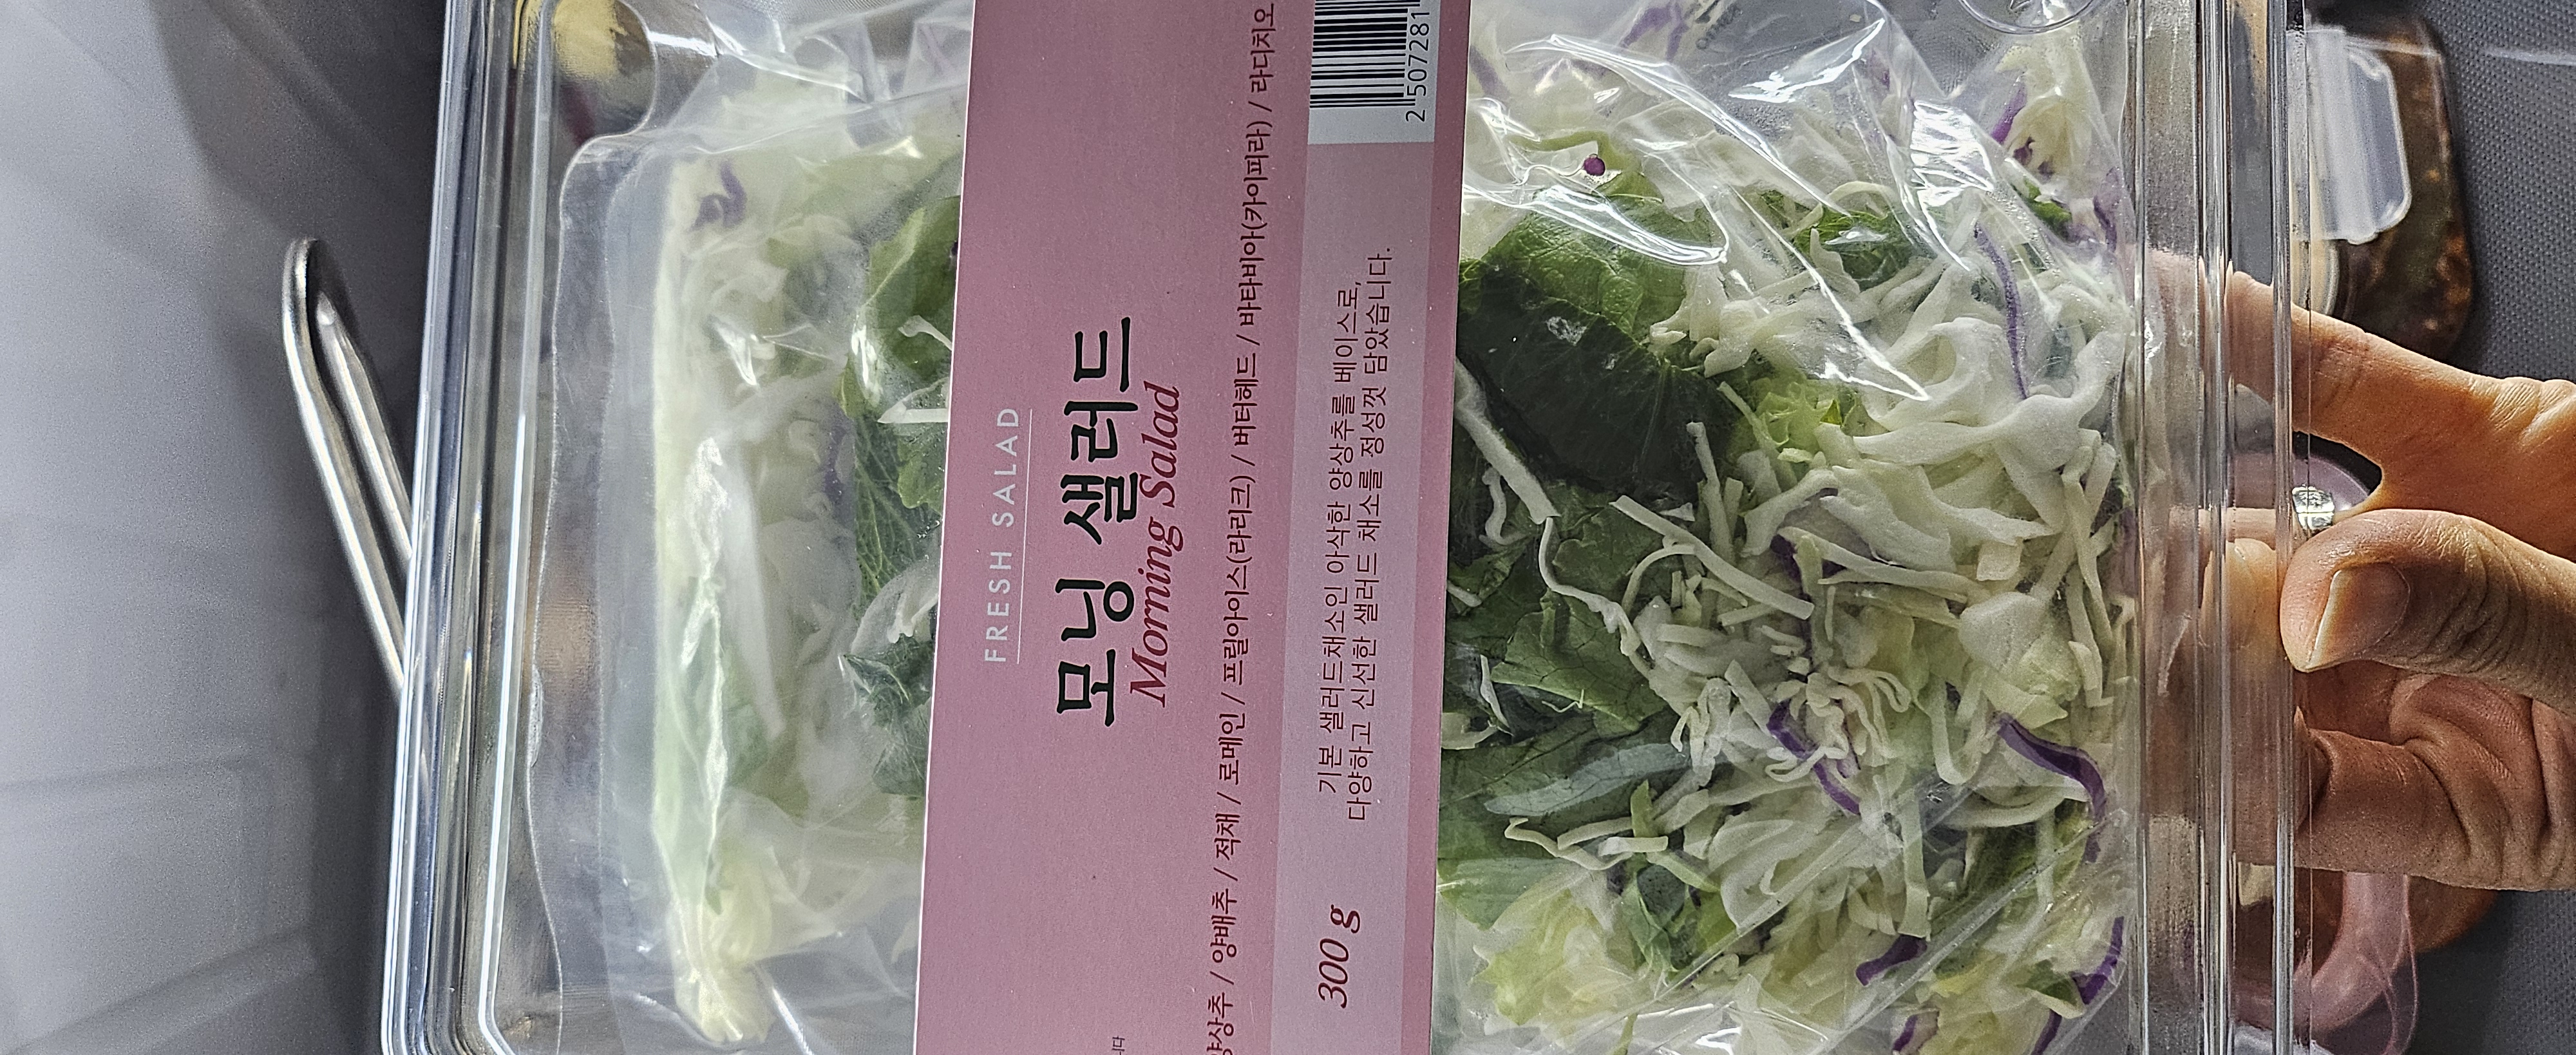 FRESH SALAD
모닝 샐러드
Morning Salad
양상추 / 양배추 / 적채 / 로메인 / 프릴아이스(라리크) / 버터헤드 / 바타비아(카이피라) / 라디치오
300 g
기본 샐러드채소인 아삭한 양상추를 베이스로,
다양하고 신선한 샐러드 채소를 정성껏 담았습니다.
2 507281